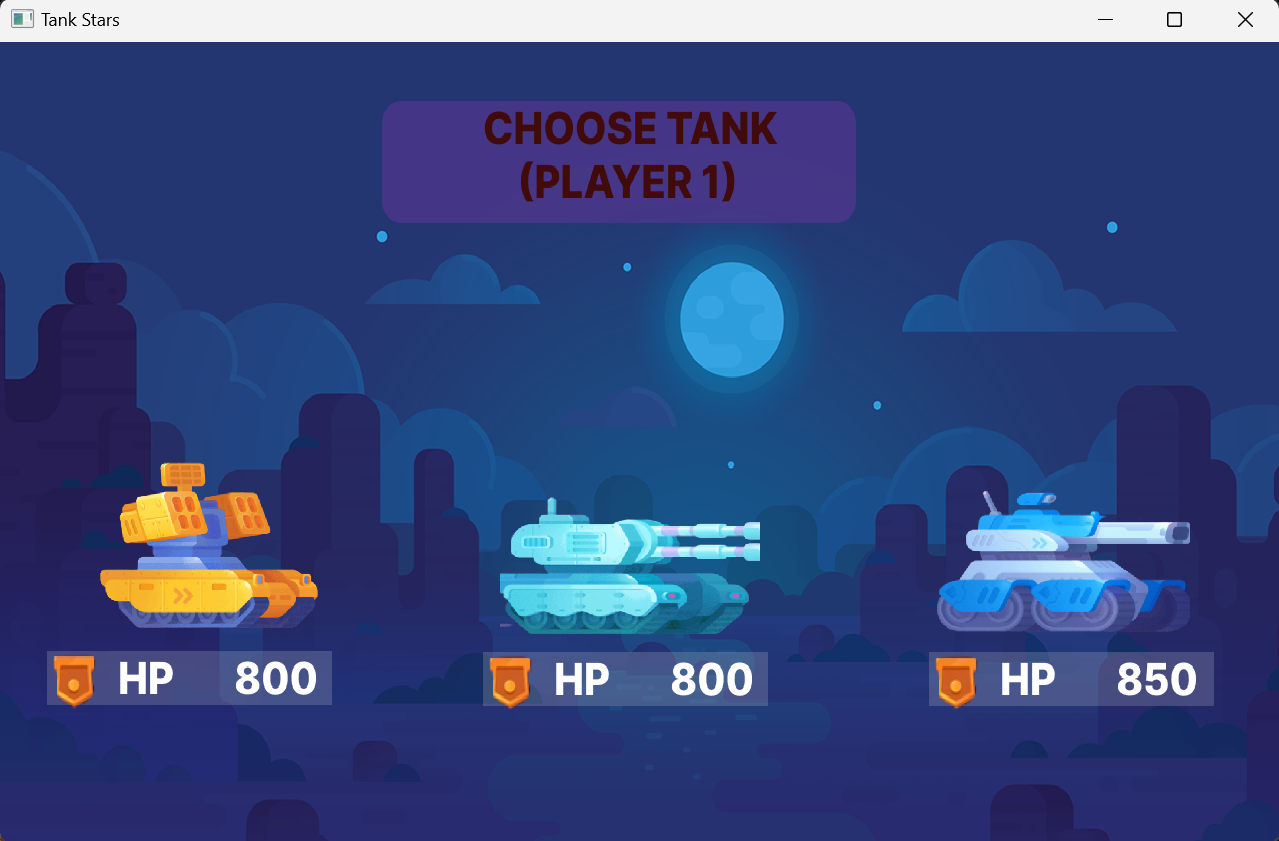 Tank Stars
CHOOSE TANK
(PLAYER 1)
HP 800
HP 800
HP 850